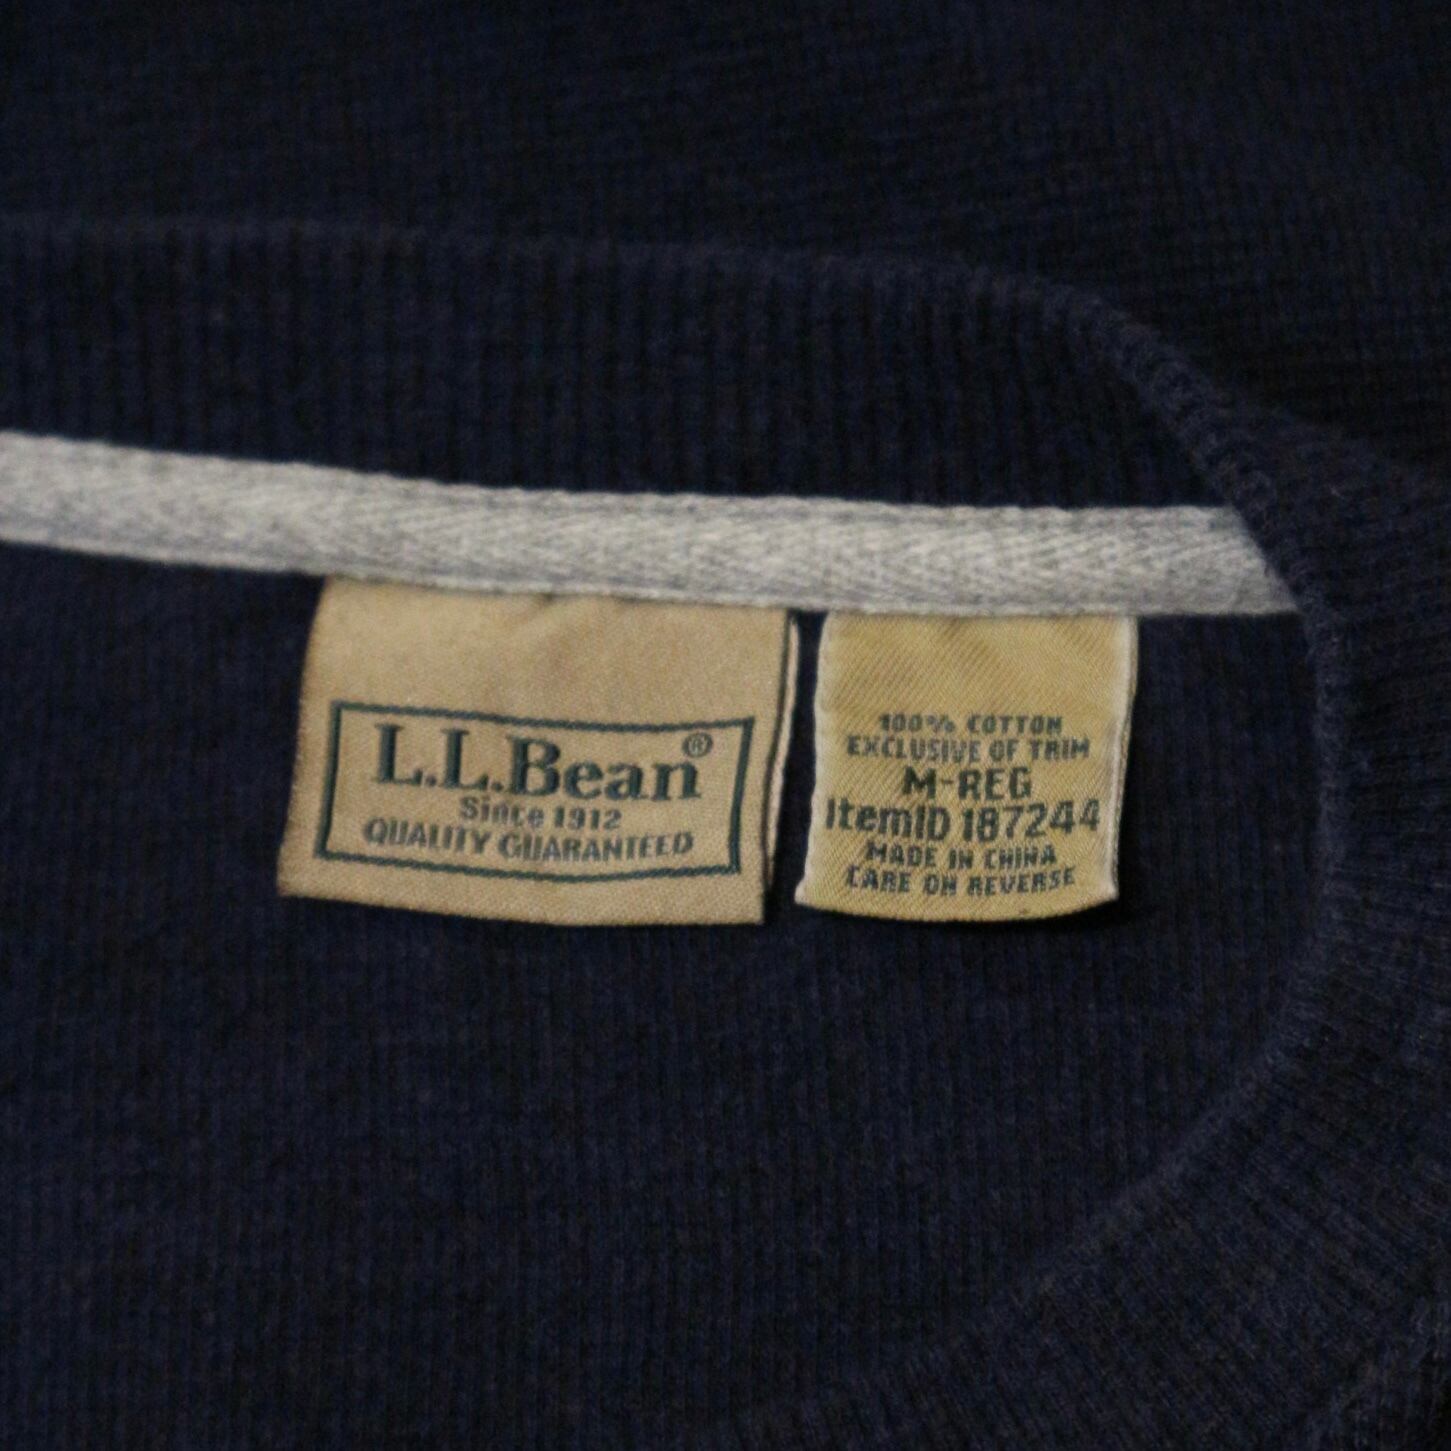 L.L.Bean®
Since 1912
QUALITY GUARANTEED
100% COTTON
EXCLUSIVE OF TRIM
M-REG
ItemID 187244
MADE IN CHINA
CARE ON REVERSE